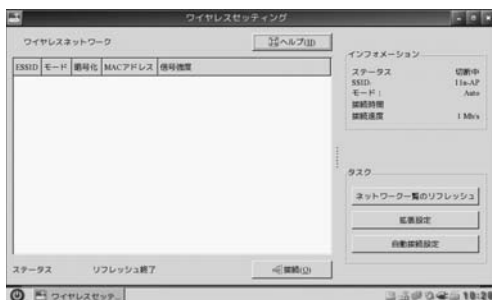 ワイヤレスセッティング
ワイヤレスネットワーク
ヘルプ(H)
ESSID モード 暗号化 MACアドレス 信号強度
インフォメーション
ステータス 切断中
SSID: 11n-AP
モード: Auto
接続時間
接続速度 1 Mb/s
タスク
ネットワーク一覧のリフレッシュ
拡張設定
自動接続設定
ステータス リフレッシュ終了
接続(Q)
ワイヤレスセッテ...